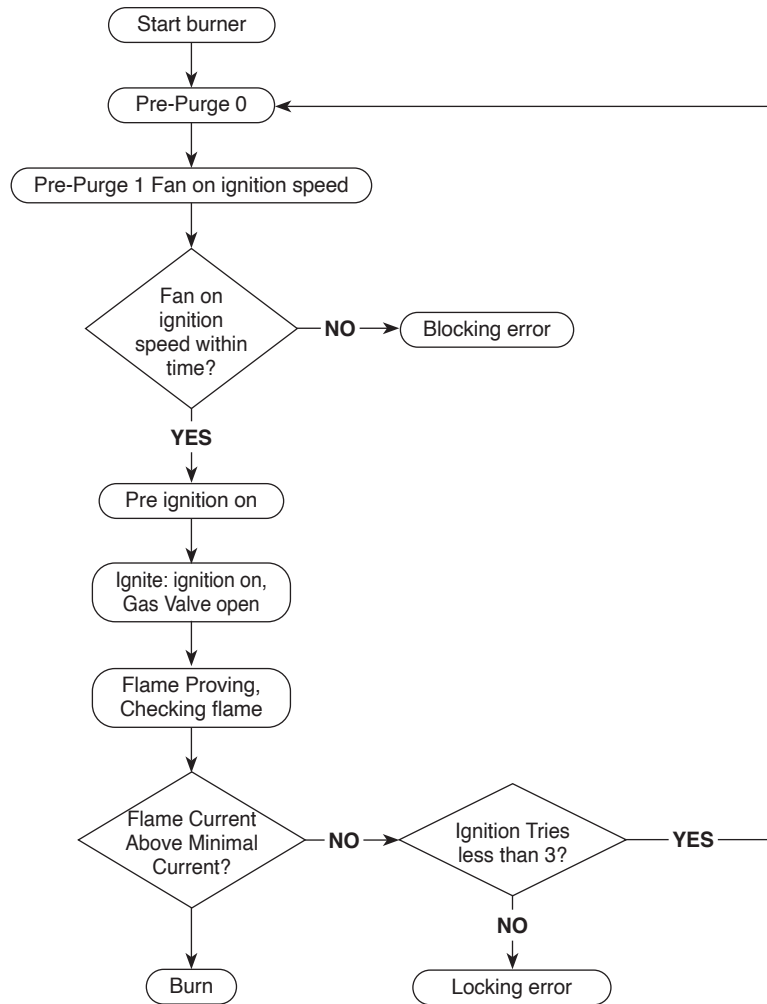 Start burner
Pre-Purge 0
Pre-Purge 1 Fan on ignition speed
Fan on
ignition
speed within
time?
NO
Blocking error
YES
Pre ignition on
Ignite: ignition on,
Gas Valve open
Flame Proving,
Checking flame
Flame Current
Above Minimal
Current?
NO
Ignition Tries
less than 3?
YES
NO
Burn
Locking error